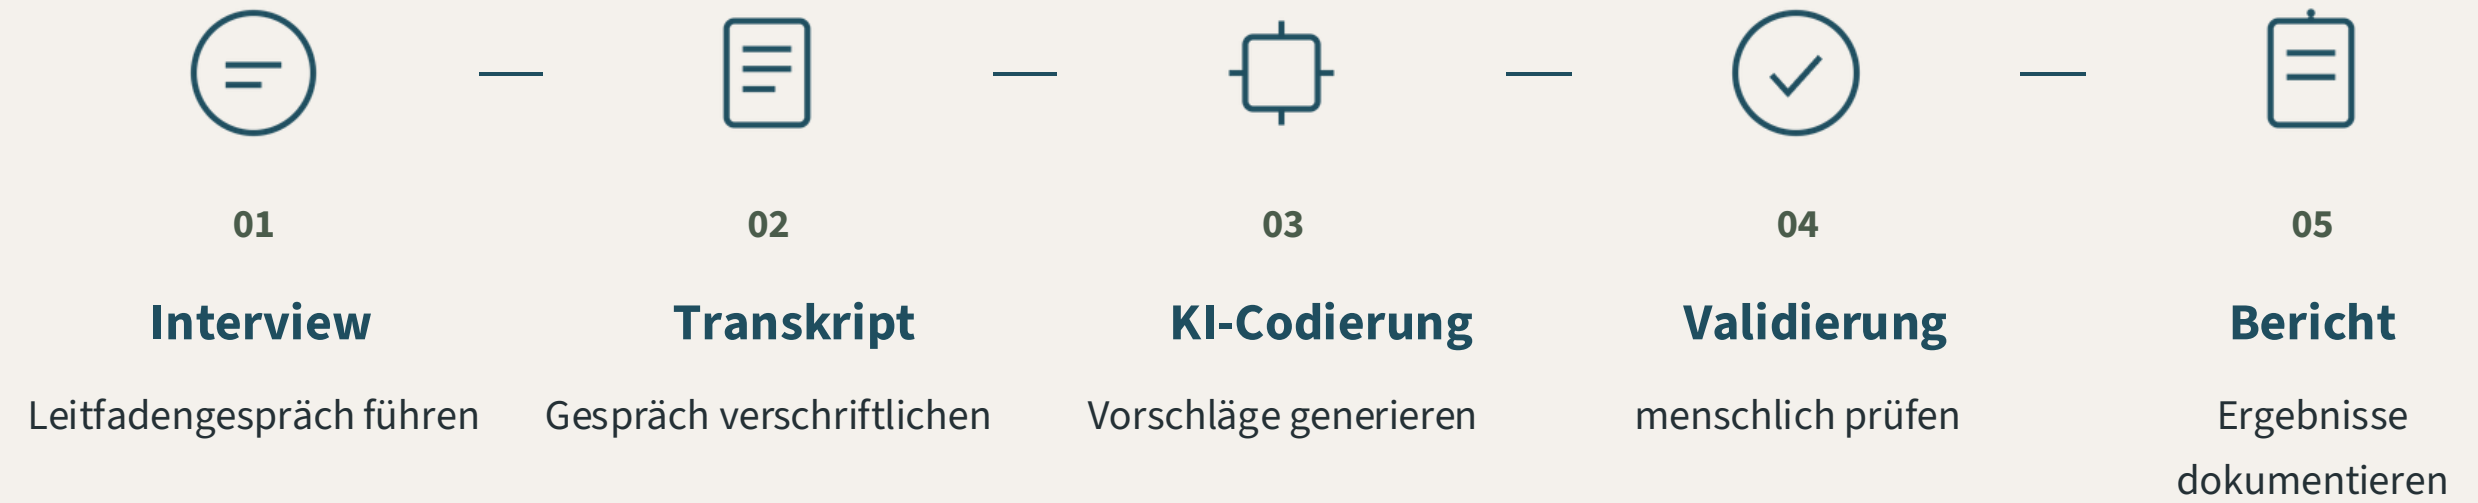 01
Interview
Leitfadengespräch führen
02
Transkript
Gespräch verschriftlichen
03
KI-Codierung
Vorschläge generieren
04
Validierung
menschlich prüfen
05
Bericht
Ergebnisse
dokumentieren